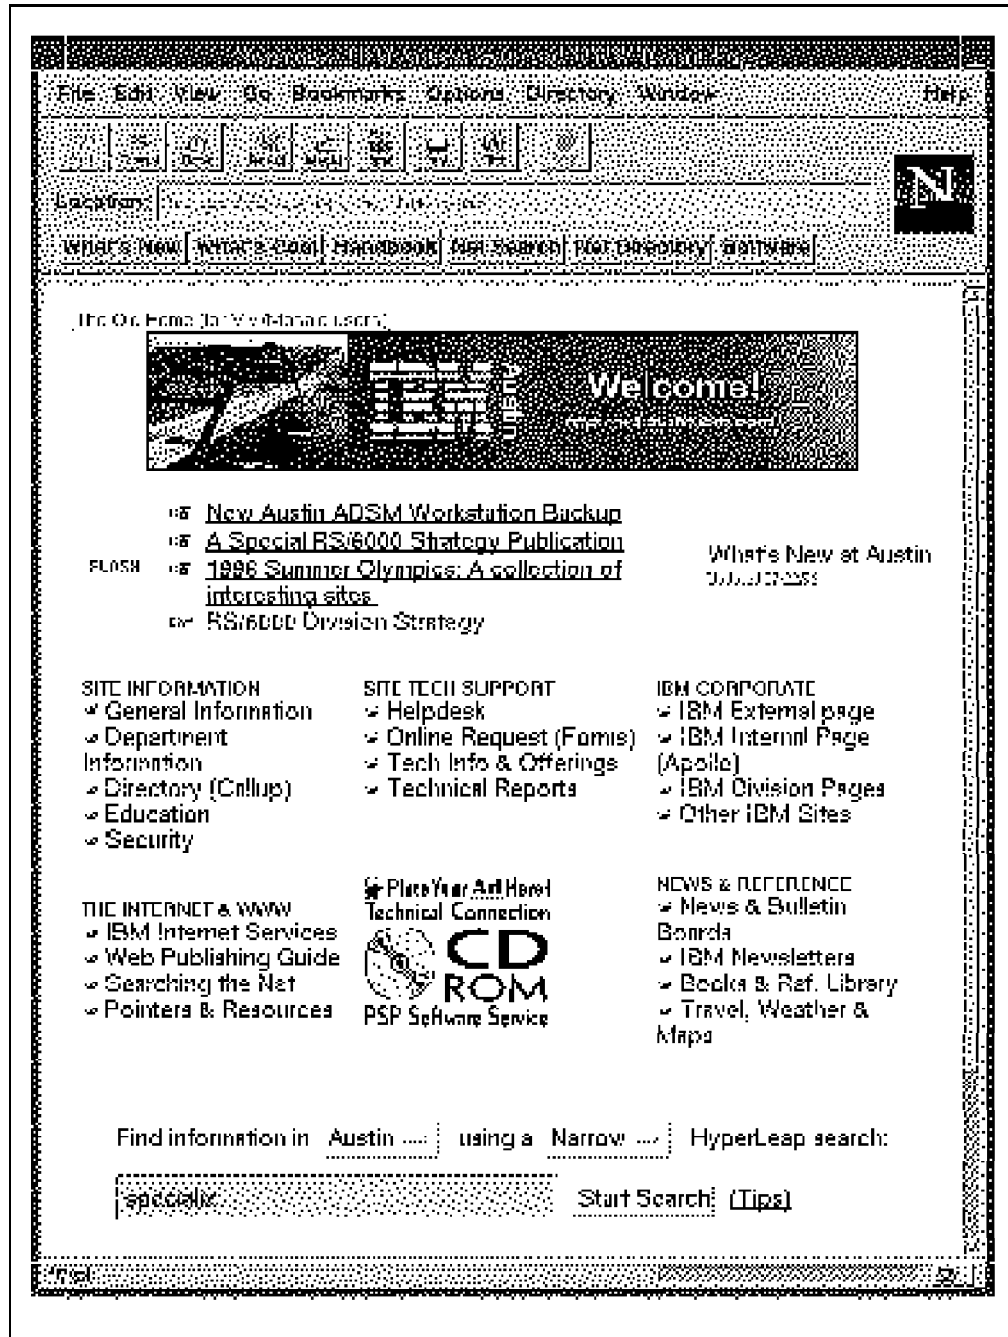 File Edit View Go Bookmarks Options Directory Window Help
Location:
What's New What's Cool Handbook Net Search Net Directory Software
N
IBM Austin
Welcome!
New Austin ADSM Workstation Backup
A Special RS/6000 Strategy Publication
FLASH
1996 Summer Olympics: A collection of
interesting sites
RS/6000 Division Strategy
What's New at Austin
SITE INFORMATION
General Information
Department
Information
Directory (Callup)
Education
Security
SITE TECH SUPPORT
Helpdesk
Online Request (Forms)
Tech Info & Offerings
Technical Reports
IBM CORPORATE
IBM External page
IBM Internal Page
(Apollo)
IBM Division Pages
Other IBM Sites
THE INTERNET & WWW
IBM Internet Services
Web Publishing Guide
Searching the Net
Pointers & Resources
Place Your Ad Here!
Technical Connection
CD
ROM
PSP Software Service
NEWS & REFERENCE
News & Bulletin
Boards
IBM Newsletters
Books & Ref. Library
Travel, Weather &
Maps
Find information in Austin using a Narrow HyperLeap search:
specialix
Start Search (Tips)